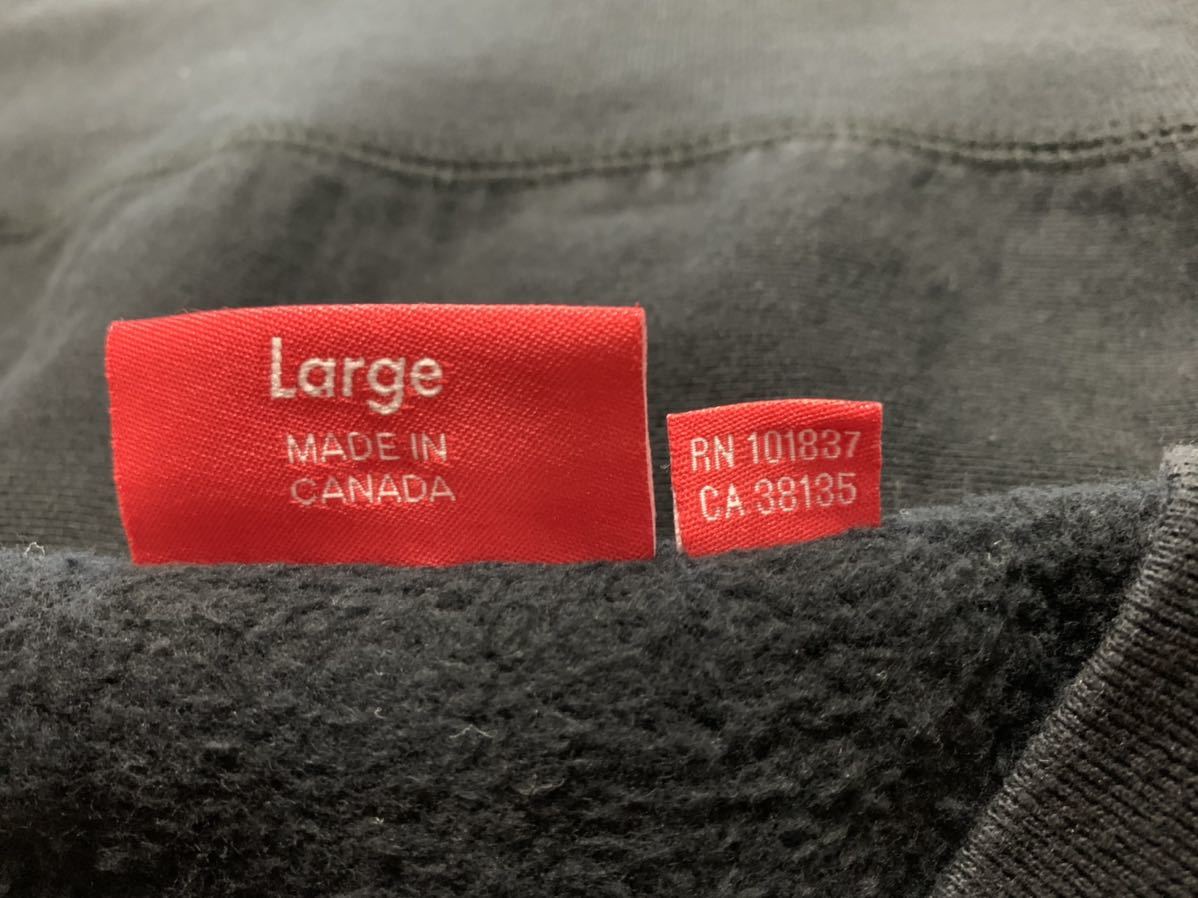 Large
MADE IN
CANADA
RN 101837
CA 38135